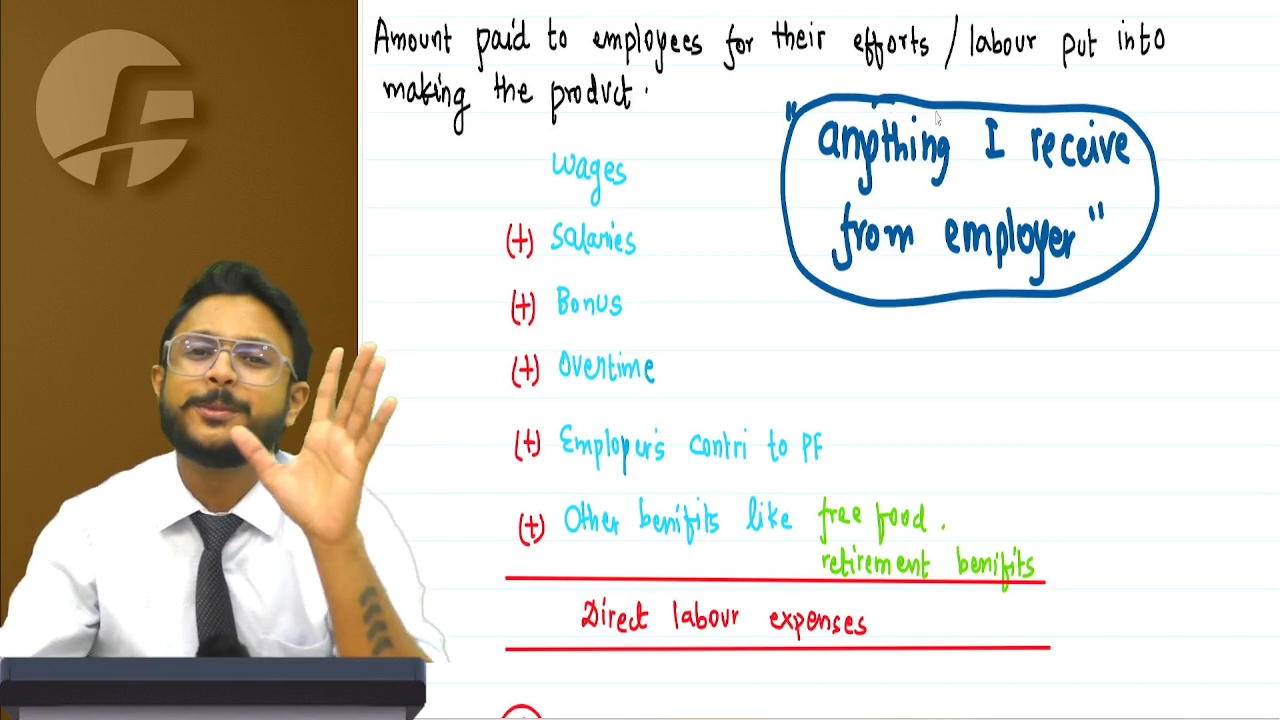 Amount paid to employees for their efforts / labour put into
making the product.
"anything I receive
from employer"
wages
(+) Salaries
(+) Bonus
(+) Overtime
(+) Employer's contri to PF
(+) Other benifits like free food.
retirement benifits
Direct labour expenses